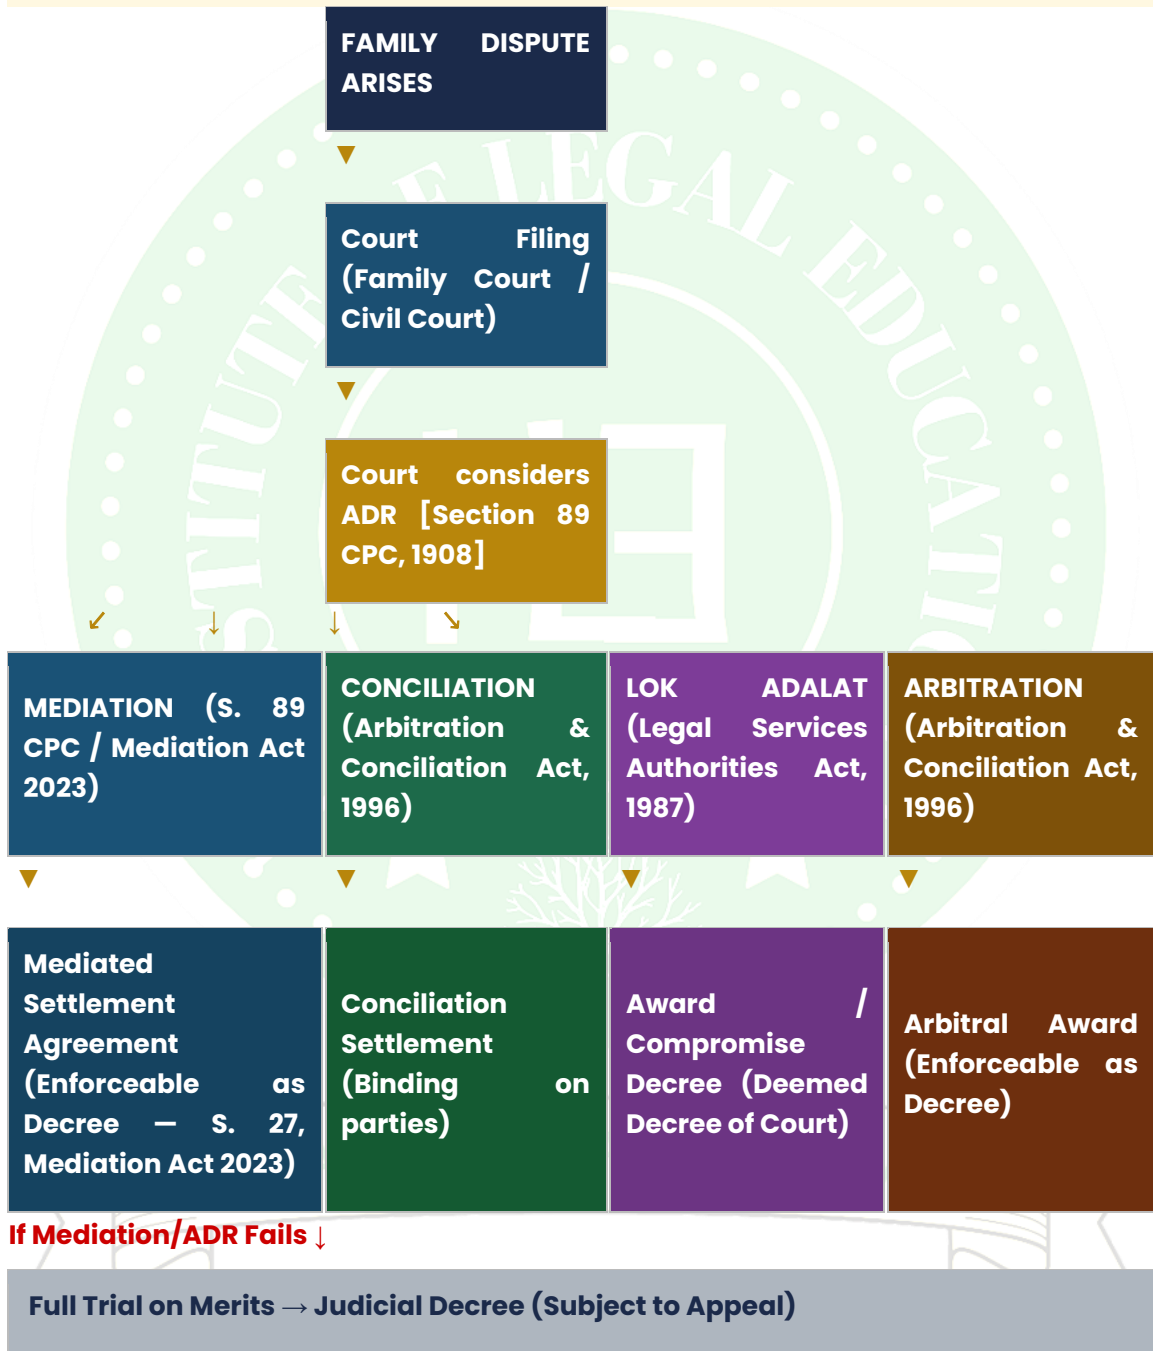 FAMILY DISPUTE
ARISES
▼
Court Filing
(Family Court /
Civil Court)
▼
Court considers
ADR [Section 89
CPC, 1908]
↙ ↓ ↓ ↘
MEDIATION (S. 89
CPC / Mediation Act
2023)
CONCILIATION
(Arbitration &
Conciliation Act,
1996)
LOK ADALAT
(Legal Services
Authorities Act,
1987)
ARBITRATION
(Arbitration &
Conciliation Act,
1996)
▼ ▼ ▼ ▼
Mediated
Settlement
Agreement
(Enforceable as
Decree — S. 27,
Mediation Act 2023)
Conciliation
Settlement
(Binding on
parties)
Award /
Compromise
Decree (Deemed
Decree of Court)
Arbitral Award
(Enforceable as
Decree)
If Mediation/ADR Fails ↓
Full Trial on Merits → Judicial Decree (Subject to Appeal)
LEGAL